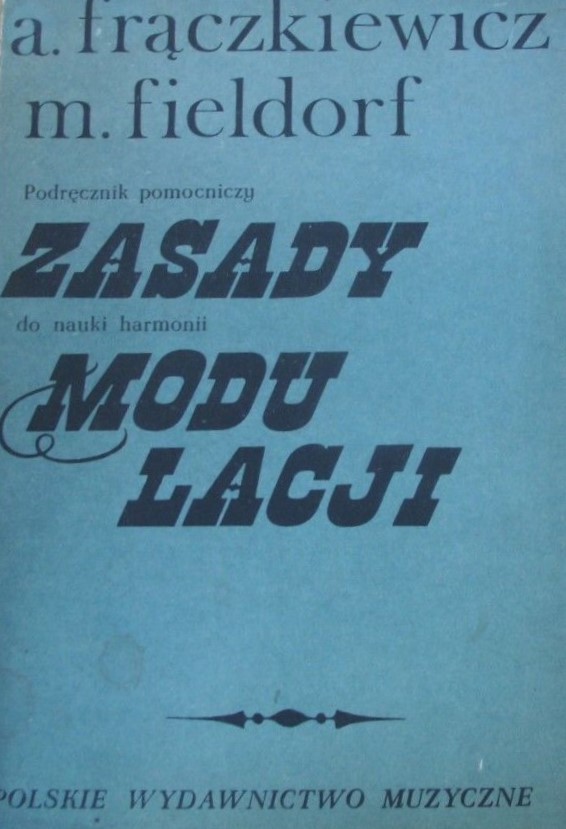 a. frączkiewicz
m. fieldorf
Podręcznik pomocniczy
ZASADY
do nauki harmonii
MODU
LACJI
POLSKIE WYDAWNICTWO MUZYCZNE